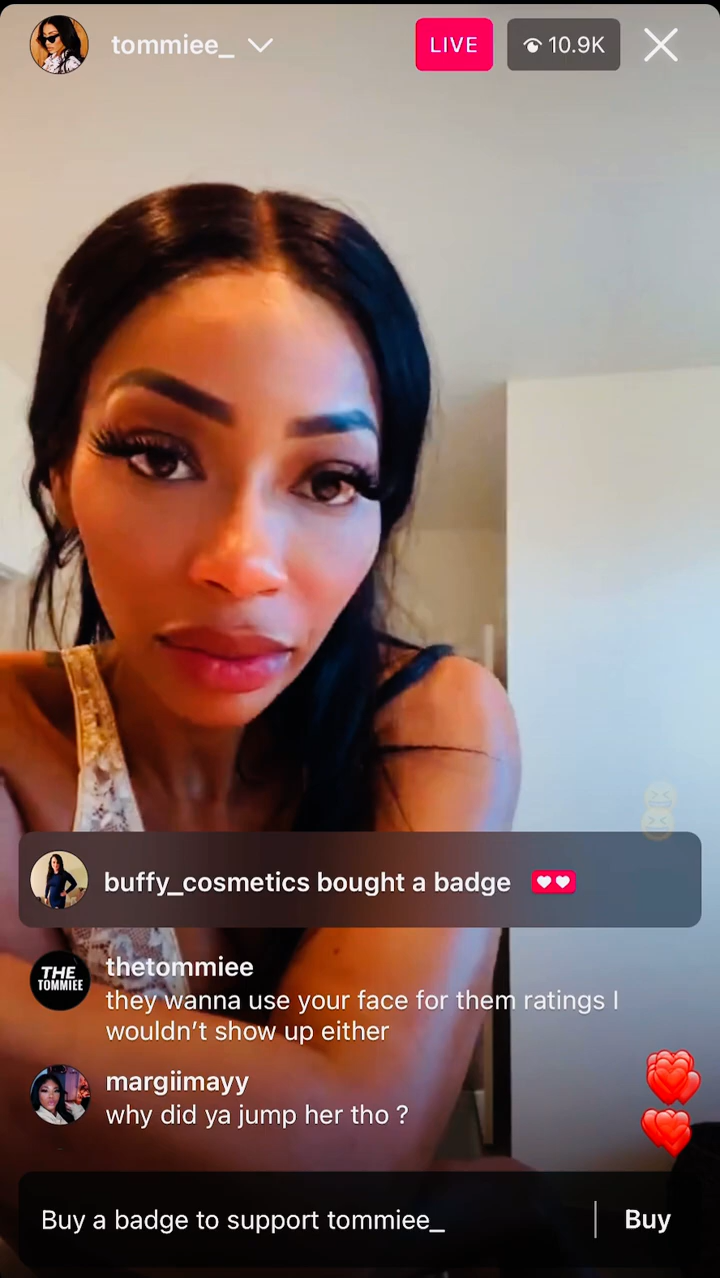 tommiee_
LIVE
10.9K
buffy_cosmetics bought a badge
THE
TOMMIEE
thetommiee
they wanna use your face for them ratings I
wouldn’t show up either
margiimayy
why did ya jump her tho ?
Buy a badge to support tommiee_
Buy